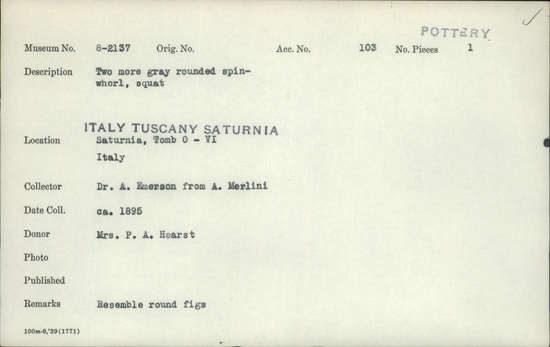 POTTERY
Museum No. 8-2137 Orig. No. Acc. No. 103 No. Pieces 1
Description Two more gray rounded spin-
whorl, squat
ITALY TUSCANY SATURNIA
Location Saturnia, Tomb O - VI
Italy
Collector Dr. A. Emerson from A. Merlini
Date Coll. ca. 1895
Donor Mrs. P. A. Hearst
Photo
Published
Remarks Resemble round figs
100m-9,'39(1771)